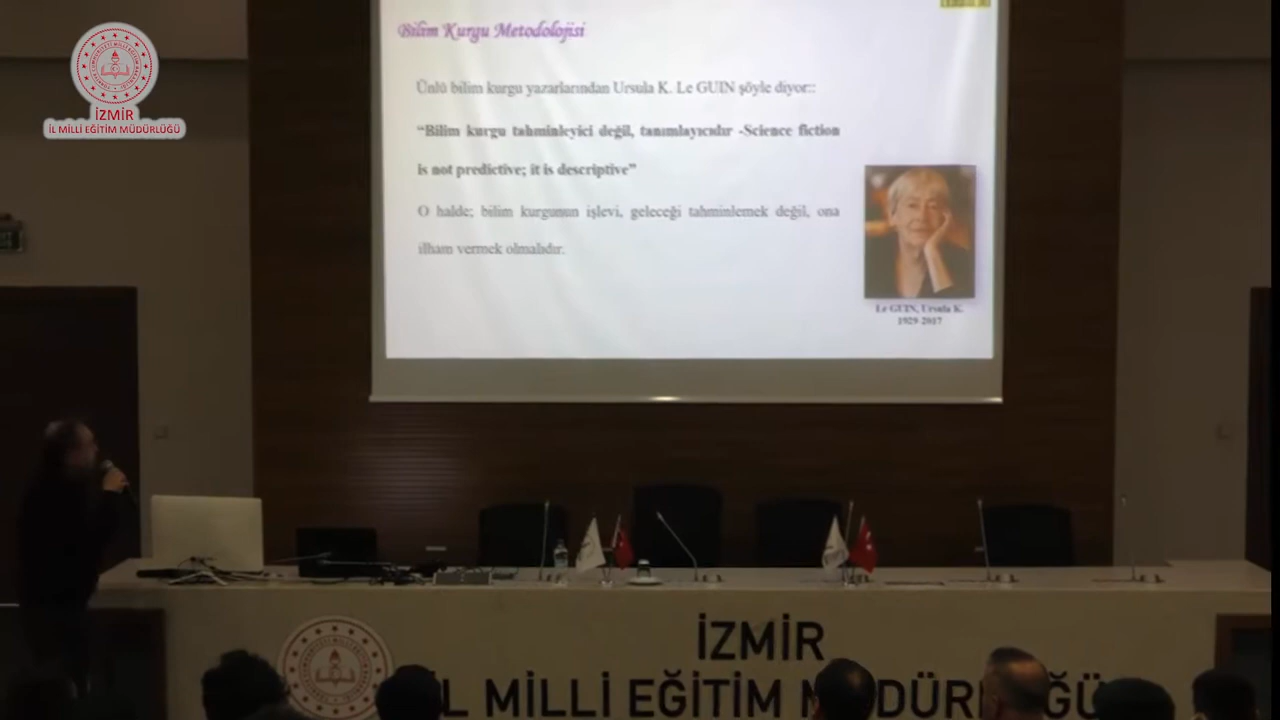 İZMİR
İL MİLLİ EĞİTİM MÜDÜRLÜĞÜ
Bilim Kurgu Metodolojisi
Ünlü bilim kurgu yazarlarından Ursula K. Le GUIN şöyle diyor::
“Bilim kurgu tahminleyici değil, tanımlayıcıdır -Science fiction
is not predictive; it is descriptive”
O halde; bilim kurgunun işlevi, geleceği tahminlemek değil, ona
ilham vermek olmalıdır.
Le GUIN, Ursula K.
1929-2017
İZMİR
İL MİLLİ EĞİTİM MÜDÜRLÜĞÜ